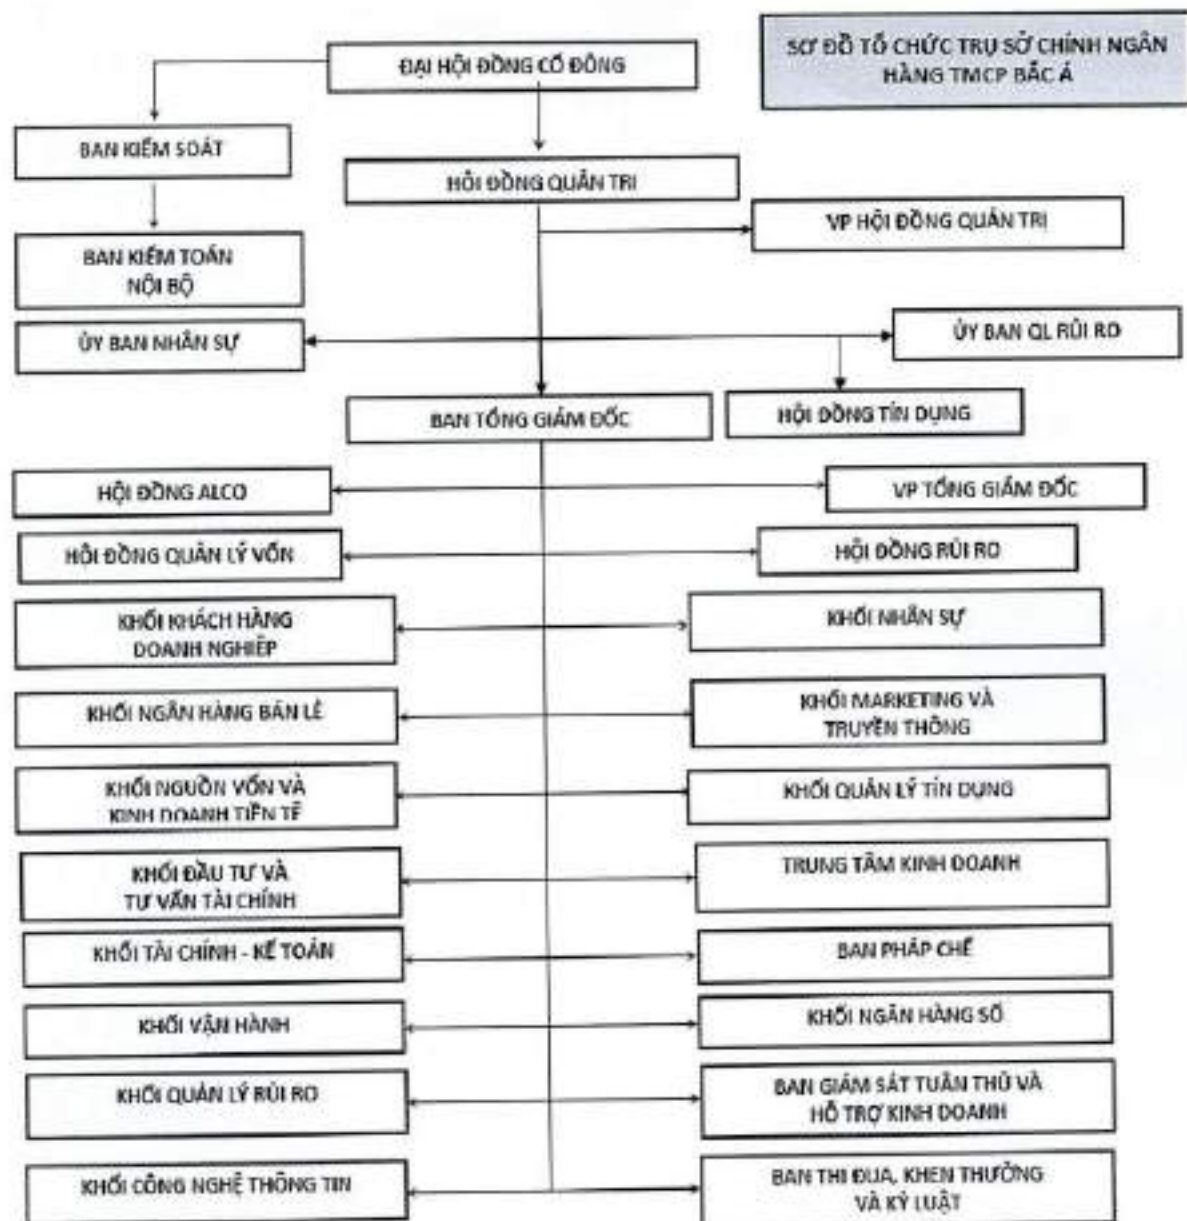 SƠ ĐỒ TỔ CHỨC TRỤ SỞ CHÍNH NGÂN
HÀNG TMCP BẮC Á
ĐẠI HỘI ĐỒNG CỔ ĐÔNG
BAN KIỂM SOÁT
HỘI ĐỒNG QUẢN TRỊ
VP HỘI ĐỒNG QUẢN TRỊ
BAN KIỂM TOÁN
NỘI BỘ
ỦY BAN NHÂN SỰ
ỦY BAN QL RỦI RO
BAN TỔNG GIÁM ĐỐC
HỘI ĐỒNG TÍN DỤNG
HỘI ĐỒNG ALCO
VP TỔNG GIÁM ĐỐC
HỘI ĐỒNG QUẢN LÝ VỐN
HỘI ĐỒNG RỦI RO
KHỐI KHÁCH HÀNG
DOANH NGHIỆP
KHỐI NHÂN SỰ
KHỐI NGÂN HÀNG BÁN LẺ
KHỐI MARKETING VÀ
TRUYỀN THÔNG
KHỐI NGUỒN VỐN VÀ
KINH DOANH TIỀN TỆ
KHỐI QUẢN LÝ TÍN DỤNG
KHỐI ĐẦU TƯ VÀ
TƯ VẤN TÀI CHÍNH
TRUNG TÂM KINH DOANH
KHỐI TÀI CHÍNH - KẾ TOÁN
BAN PHÁP CHẾ
KHỐI VẬN HÀNH
KHỐI NGÂN HÀNG SỐ
KHỐI QUẢN LÝ RỦI RO
BAN GIÁM SÁT TUÂN THỦ VÀ
HỖ TRỢ KINH DOANH
KHỐI CÔNG NGHỆ THÔNG TIN
BAN THI ĐUA, KHEN THƯỞNG
VÀ KỶ LUẬT